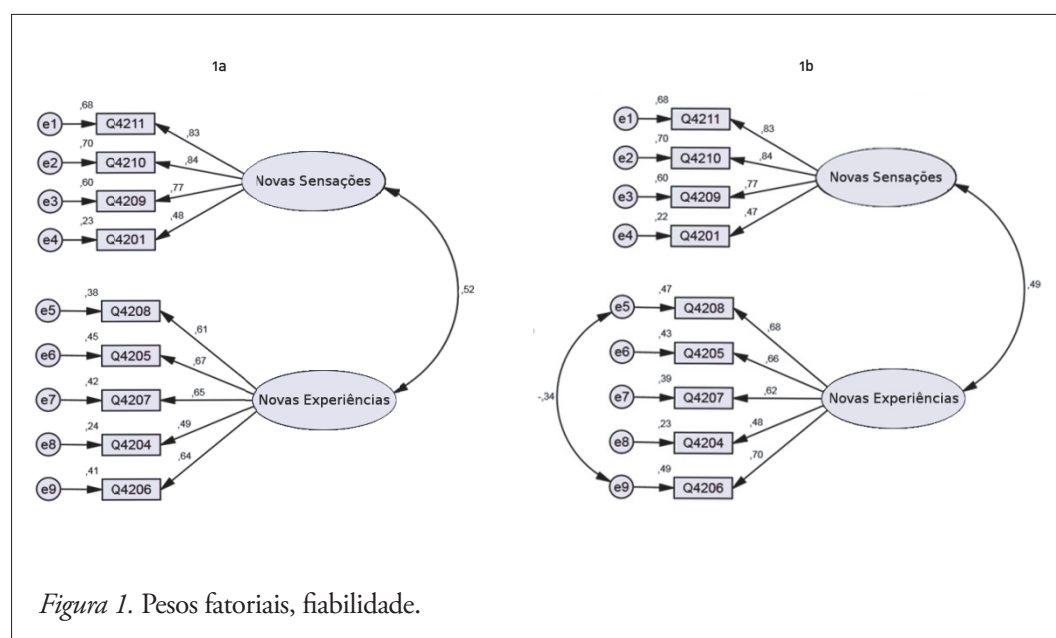 1a
1b
,68
e1 Q4211
,83
,70
e2 Q4210
,84
Novas Sensações
,60
e3 Q4209
,77
,23
e4 Q4201
,48
,52
,38
e5 Q4208
,61
,45
e6 Q4205
,67
,42
e7 Q4207
,65
Novas Experiências
,24
e8 Q4204
,49
,41
e9 Q4206
,64
,68
e1 Q4211
,83
,70
e2 Q4210
,84
Novas Sensações
,60
e3 Q4209
,77
,22
e4 Q4201
,47
,49
,47
e5 Q4208
,68
,43
e6 Q4205
,66
,39
e7 Q4207
,62
Novas Experiências
-,34
,23
e8 Q4204
,48
,49
e9 Q4206
,70
Figura 1. Pesos fatoriais, fiabilidade.